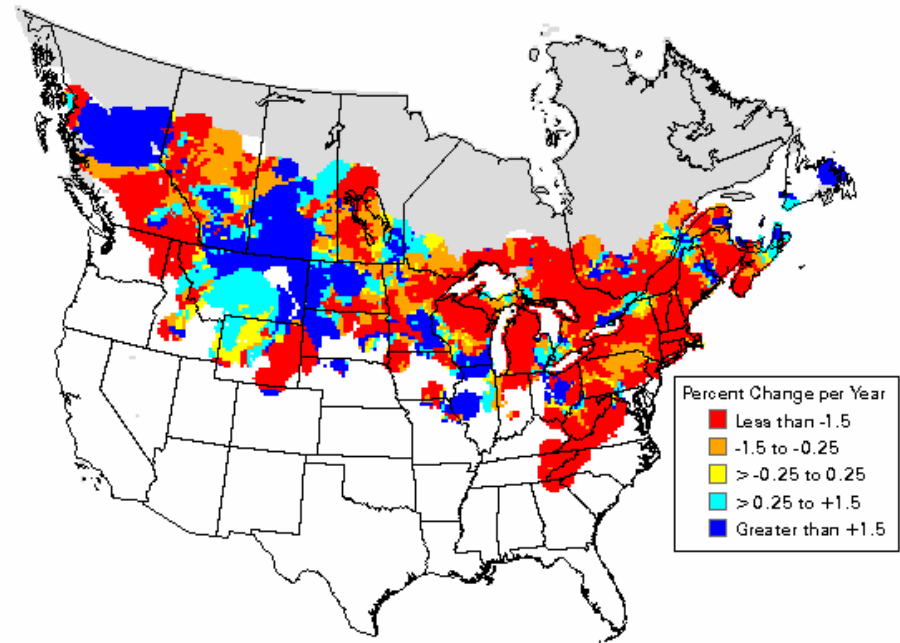 Percent Change per Year
Less than -1.5
-1.5 to -0.25
> -0.25 to 0.25
> 0.25 to +1.5
Greater than +1.5